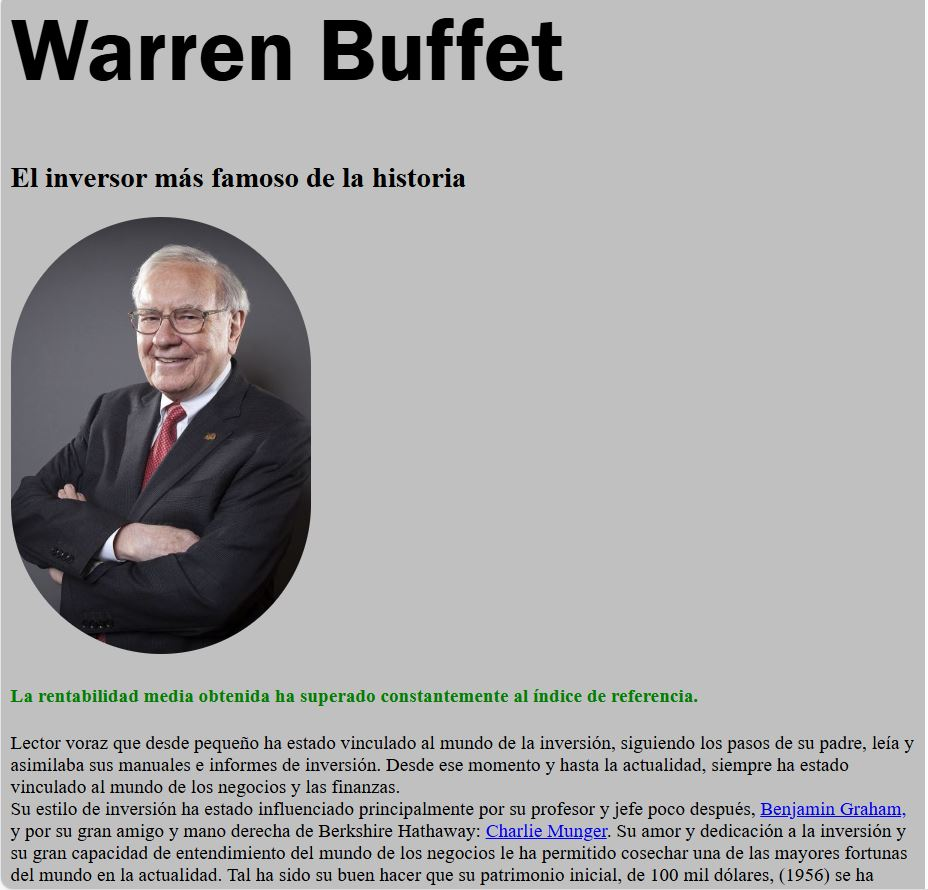 Warren Buffet
El inversor más famoso de la historia
La rentabilidad media obtenida ha superado constantemente al índice de referencia.
Lector voraz que desde pequeño ha estado vinculado al mundo de la inversión, siguiendo los pasos de su padre, leía y
asimilaba sus manuales e informes de inversión. Desde ese momento y hasta la actualidad, siempre ha estado
vinculado al mundo de los negocios y las finanzas.
Su estilo de inversión ha estado influenciado principalmente por su profesor y jefe poco después, Benjamin Graham,
y por su gran amigo y mano derecha de Berkshire Hathaway: Charlie Munger. Su amor y dedicación a la inversión y
su gran capacidad de entendimiento del mundo de los negocios le ha permitido cosechar una de las mayores fortunas
del mundo en la actualidad. Tal ha sido su buen hacer que su patrimonio inicial, de 100 mil dólares, (1956) se ha